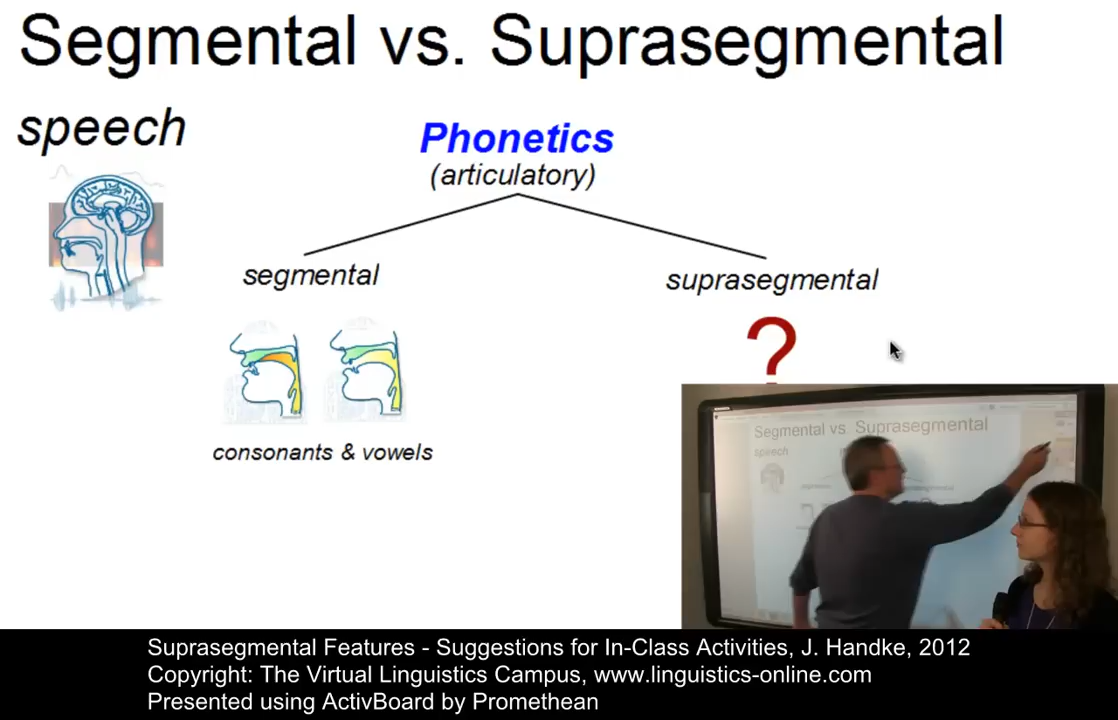 Segmental vs. Suprasegmental
speech
Phonetics
(articulatory)
segmental
suprasegmental
?
consonants & vowels
Segmental vs. Suprasegmental
speech
Suprasegmental Features - Suggestions for In-Class Activities, J. Handke, 2012
Copyright: The Virtual Linguistics Campus, www.linguistics-online.com
Presented using ActivBoard by Promethean